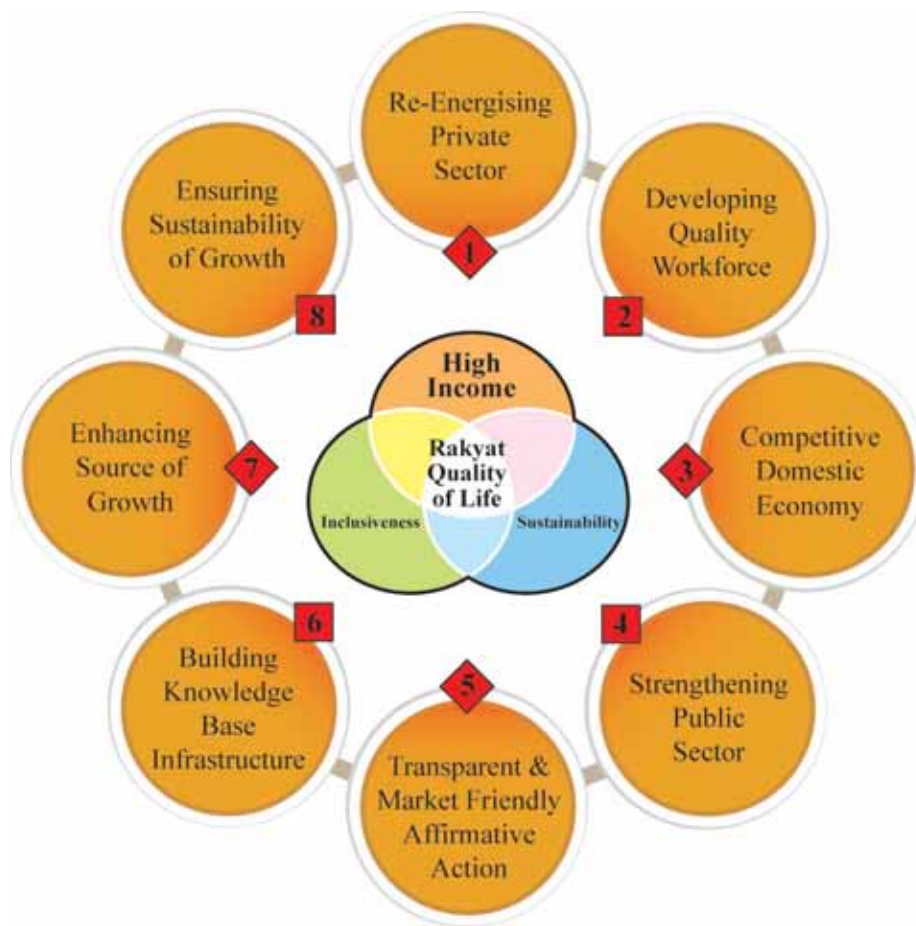 Re-Energising
Private
Sector
1
Developing
Quality
Workforce
2
Competitive
Domestic
Economy
3
Strengthening
Public
Sector
4
Transparent &
Market Friendly
Affirmative
Action
5
Building
Knowledge
Base
Infrastructure
6
Enhancing
Source of
Growth
7
Ensuring
Sustainability
of Growth
8
High
Income
Rakyat
Quality
of Life
Inclusiveness
Sustainability